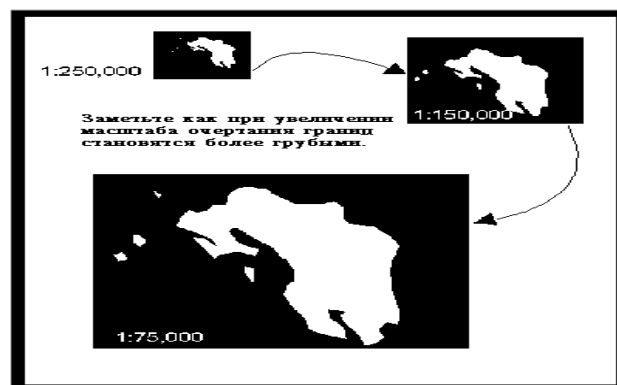 1:250,000
1:150,000
Заметьте как при увеличении
масштаба очертания границ
становятся более грубыми.
1:75,000